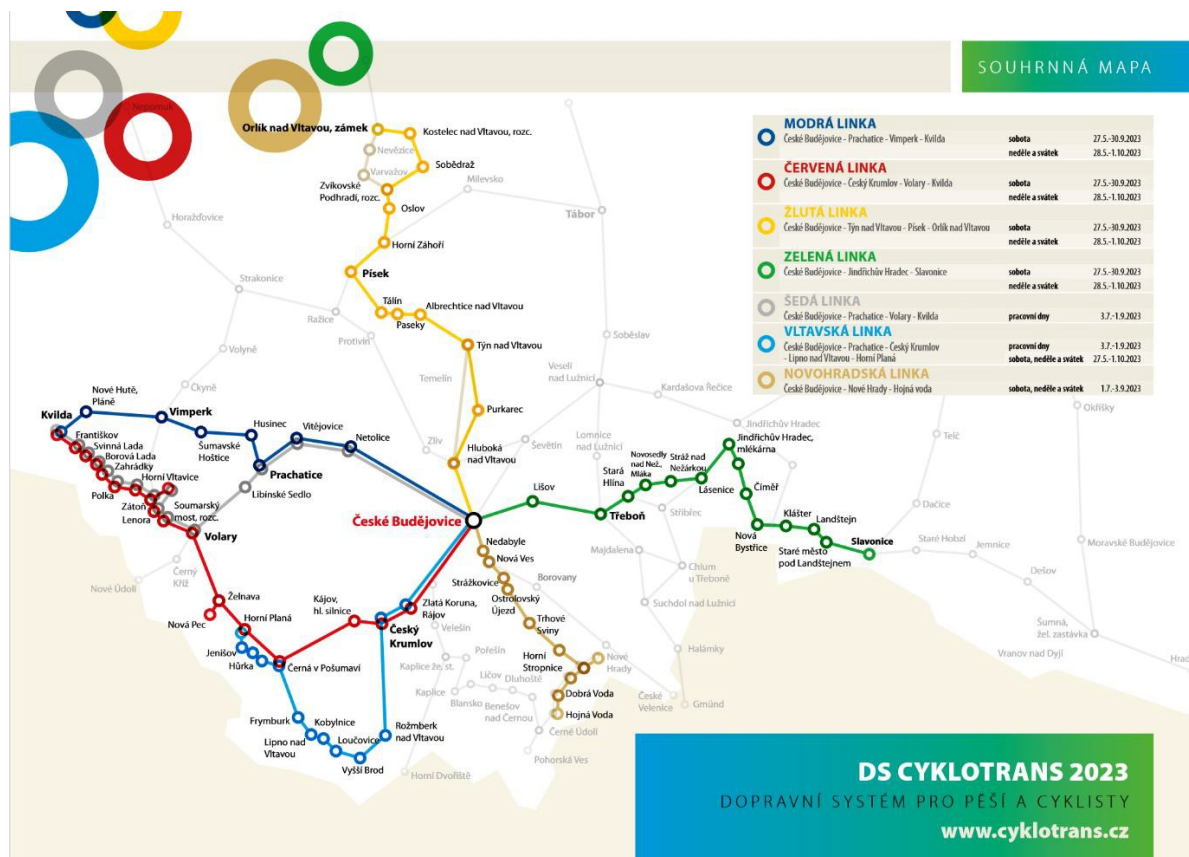 SOUHRNNÁ MAPA
MODRÁ LINKA
České Budějovice - Prachatice - Vimperk - Kvilda
sobota 27.5.-30.9.2023
neděle a svátek 28.5.-1.10.2023
ČERVENÁ LINKA
České Budějovice - Český Krumlov - Volary - Kvilda
sobota 27.5.-30.9.2023
neděle a svátek 28.5.-1.10.2023
ŽLUTÁ LINKA
České Budějovice - Týn nad Vltavou - Písek - Orlík nad Vltavou
sobota 27.5.-30.9.2023
neděle a svátek 28.5.-1.10.2023
ZELENÁ LINKA
České Budějovice - Jindřichův Hradec - Slavonice
sobota 27.5.-30.9.2023
neděle a svátek 28.5.-1.10.2023
ŠEDÁ LINKA
České Budějovice - Prachatice - Volary - Kvilda
pracovní dny 3.7.-1.9.2023
VLTAVSKÁ LINKA
České Budějovice - Prachatice - Český Krumlov
- Lipno nad Vltavou - Horní Planá
pracovní dny 3.7.-1.9.2023
sobota, neděle a svátek 27.5.-1.10.2023
NOVOHRADSKÁ LINKA
České Budějovice - Nové Hrady - Hojná voda
sobota, neděle a svátek 1.7.-3.9.2023
Nepomuk
Orlík nad Vltavou, zámek
Kostelec nad Vltavou, rozc.
Nevězice
Varvažov
Sobědraž
Zvíkovské
Podhradí, rozc.
Milevsko
Oslov
Horažďovice
Tábor
Horní Záhoří
Písek
Strakonice
Tálín
Paseky
Albrechtice nad Vltavou
Ražice
Protivín
Soběslav
Volyně
Týn nad Vltavou
Temelín
Veselí
nad Lužnicí
Čkyně
Kardašova Řečice
Okříšky
Nové Hutě,
Pláně
Kvilda
Vimperk
Husinec
Vitějovice
Netolice
Purkarec
Zliv
Ševětín
Lomnice
nad Lužnicí
Jindřichův Hradec
Telč
Jindřichův Hradec,
mlékárna
Františkov
Svinná Lada
Borová Lada
Zahrádky
Horní Vltavice
Šumavské
Hoštice
Prachatice
Hluboká
nad Vltavou
Novosedly
nad Než.,
Mláka
Stráž nad
Nežárkou
Stará
Hlína
Lásenice
Polka
Zátoň
Lenora
Soumarský
most, rozc.
Libínské Sedlo
Lišov
Třeboň
Stříbřec
Číměř
Dačice
České Budějovice
Volary
Klášter
Landštejn
Nová
Bystřice
Staré město
pod Landštejnem
Slavonice
Staré Hobzí
Jemnice
Moravské Budějovice
Nedabyle
Nová Ves
Majdalena
Chlum
u Třeboně
Dešov
Černý
Kříž
Nové Údolí
Strážkovice
Borovany
Ostrolovský
Újezd
Suchdol nad Lužnicí
Želnava
Nová Pec
Kájov,
hl. silnice
Zlatá Koruna,
Rájov
Český
Krumlov
Velešín
Trhové
Sviny
Šumná,
žel. zastávka
Horní Planá
Jenišov
Hůrka
Černá v Pošumaví
Pořešín
Kaplice žel. st.
Horní
Stropnice
Nové
Hrady
Halámky
Vranov nad Dyjí
Hrad
Kaplice
Ličov
Dluhoště
Blansko
Benešov
nad Černou
Dobrá Voda
Hojná Voda
České
Velenice
Gmünd
Frymburk
Kobylnice
Lipno nad
Vltavou
Loučovice
Vyšší Brod
Rožmberk
nad Vltavou
Černé Údolí
Pohorská Ves
Horní Dvořiště
DS CYKLOTRANS 2023
DOPRAVNÍ SYSTÉM PRO PĚŠÍ A CYKLISTY
www.cyklotrans.cz